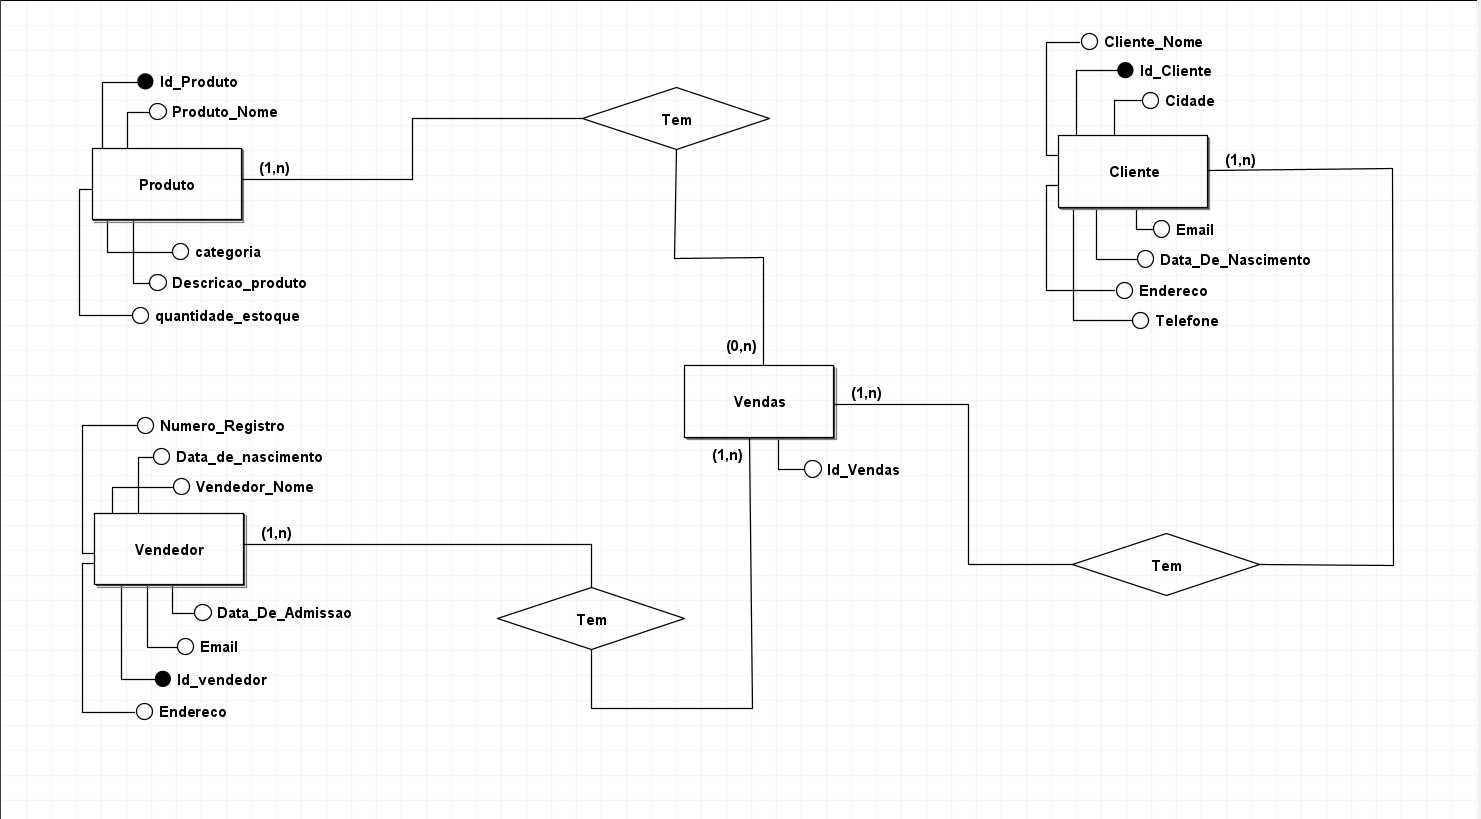 Id_Produto
Produto_Nome
(1,n)
Produto
categoria
Descricao_produto
quantidade_estoque
Tem
(0,n)
Cliente_Nome
Id_Cliente
Cidade
(1,n)
Cliente
Email
Data_De_Nascimento
Endereco
Telefone
Vendas
(1,n)
(1,n)
Id_Vendas
Numero_Registro
Data_de_nascimento
Vendedor_Nome
(1,n)
Vendedor
Data_De_Admissao
Email
Id_vendedor
Endereco
Tem
Tem